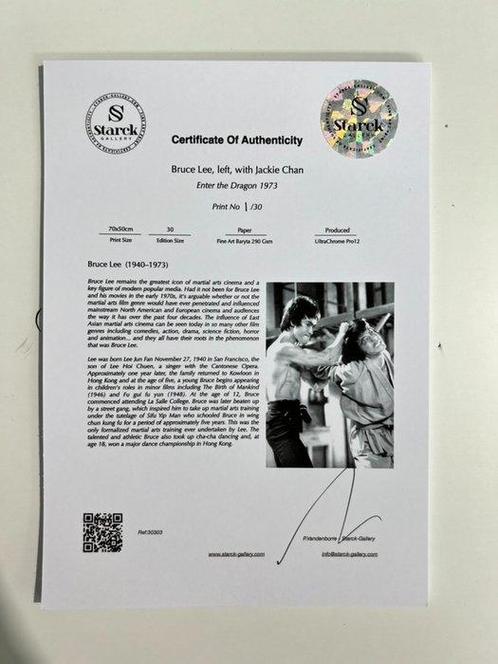 STARCK-GALLERY.COM
SS
Starck
GALLERY
SS
Starck
GALLERY
Certificate Of Authenticity
Bruce Lee, left, with Jackie Chan
Enter the Dragon 1973
Print No 1 /30
70x50cm 30 Paper Produced
Print Size Edition Size Fine Art Baryta 290 Gsm UltraChrome Pro12
Bruce Lee (1940–1973)
Bruce Lee remains the greatest icon of martial arts cinema and a
key figure of modern popular media. Had it not been for Bruce Lee
and his movies in the early 1970s, it's arguable whether or not the
martial arts film genre would have ever penetrated and influenced
mainstream North American and European cinema and audiences
the way it has over the past four decades. The influence of East
Asian martial arts cinema can be seen today in so many other film
genres including comedies, action, drama, science fiction, horror
and animation... and they all have their roots in the phenomenon
that was Bruce Lee.
Lee was born Lee Jun Fan November 27, 1940 in San Francisco, the
son of Lee Hoi Chuen, a singer with the Cantonese Opera.
Approximately one year later, the family returned to Kowloon in
Hong Kong and at the age of five, a young Bruce begins appearing
in children's roles in minor films including The Birth of Mankind
(1946) and Fu gui fu yun (1948). At the age of 12, Bruce
commenced attending La Salle College. Bruce was later beaten up
by a street gang, which inspired him to take up martial arts training
under the tutelage of Sifu Yip Man who schooled Bruce in wing
chun kung fu for a period of approximately five years. This was the
only formalized martial arts training ever undertaken by Lee. The
talented and athletic Bruce also took up cha-cha dancing and, at
age 18, won a major dance championship in Hong Kong.
Ref:30303
P.Vandenborre - Starck-Gallery
www.starck-gallery.com info@starck-gallery.com